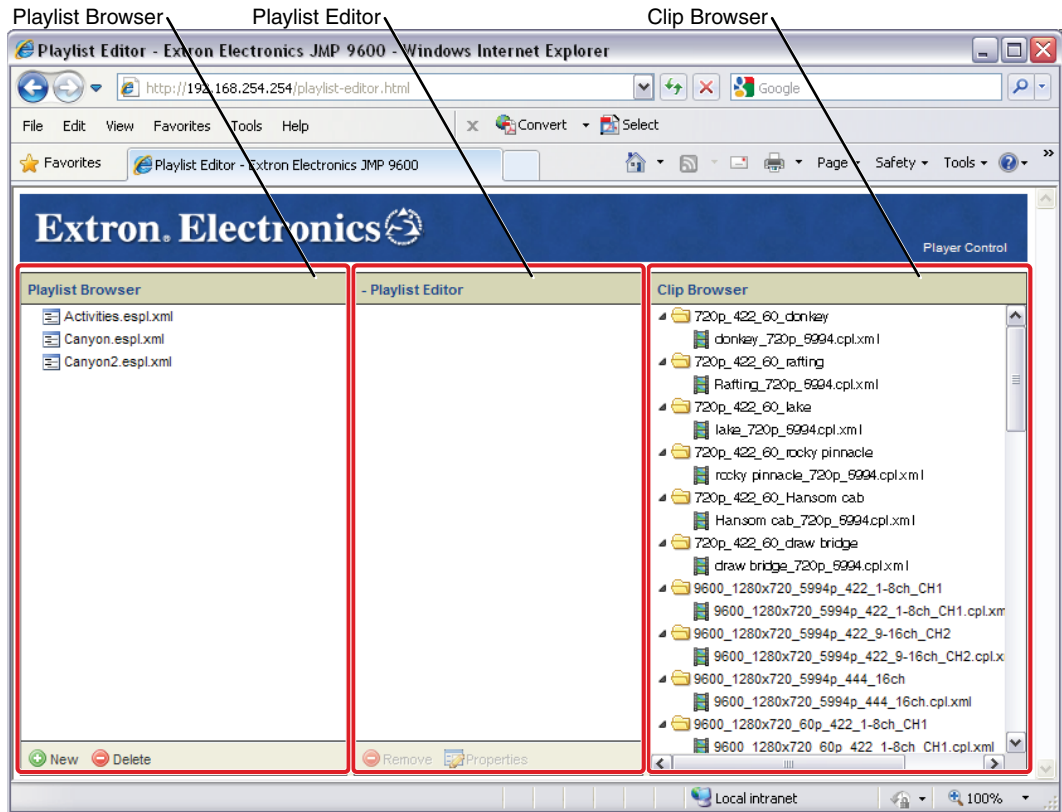 Playlist Browser Playlist Editor Clip Browser
Playlist Editor - Extron Electronics JMP 9600 - Windows Internet Explorer
http://192.168.254.254/playlist-editor.html Google
File Edit View Favorites Tools Help x Convert Select
Favorites Playlist Editor - Extron Electronics JMP 9600 Page Safety Tools »
Extron. Electronics
Player Control
Playlist Browser - Playlist Editor Clip Browser
Activities.espl.xml
Canyon.espl.xml
Canyon2.espl.xml
720p_422_60_donkey
donkey_720p_5994.cpl.xml
720p_422_60_rafting
Rafting_720p_5994.cpl.xml
720p_422_60_lake
lake_720p_5994.cpl.xml
720p_422_60_rocky pinnacle
rocky pinnacle_720p_5994.cpl.xml
720p_422_60_Hansom cab
Hansom cab_720p_5994.cpl.xml
720p_422_60_draw bridge
draw bridge_720p_5994.cpl.xml
9600_1280x720_5994p_422_1-8ch_CH1
9600_1280x720_5994p_422_1-8ch_CH1.cpl.xm
9600_1280x720_5994p_422_9-16ch_CH2
9600_1280x720_5994p_422_9-16ch_CH2.cpl.x
9600_1280x720_5994p_444_16ch
9600_1280x720_5994p_444_16ch.cpl.xml
9600_1280x720_60p_422_1-8ch_CH1
9600_1280x720_60p_422_1-8ch_CH1.cpl.xml
New Delete Remove Properties
Local intranet 100%